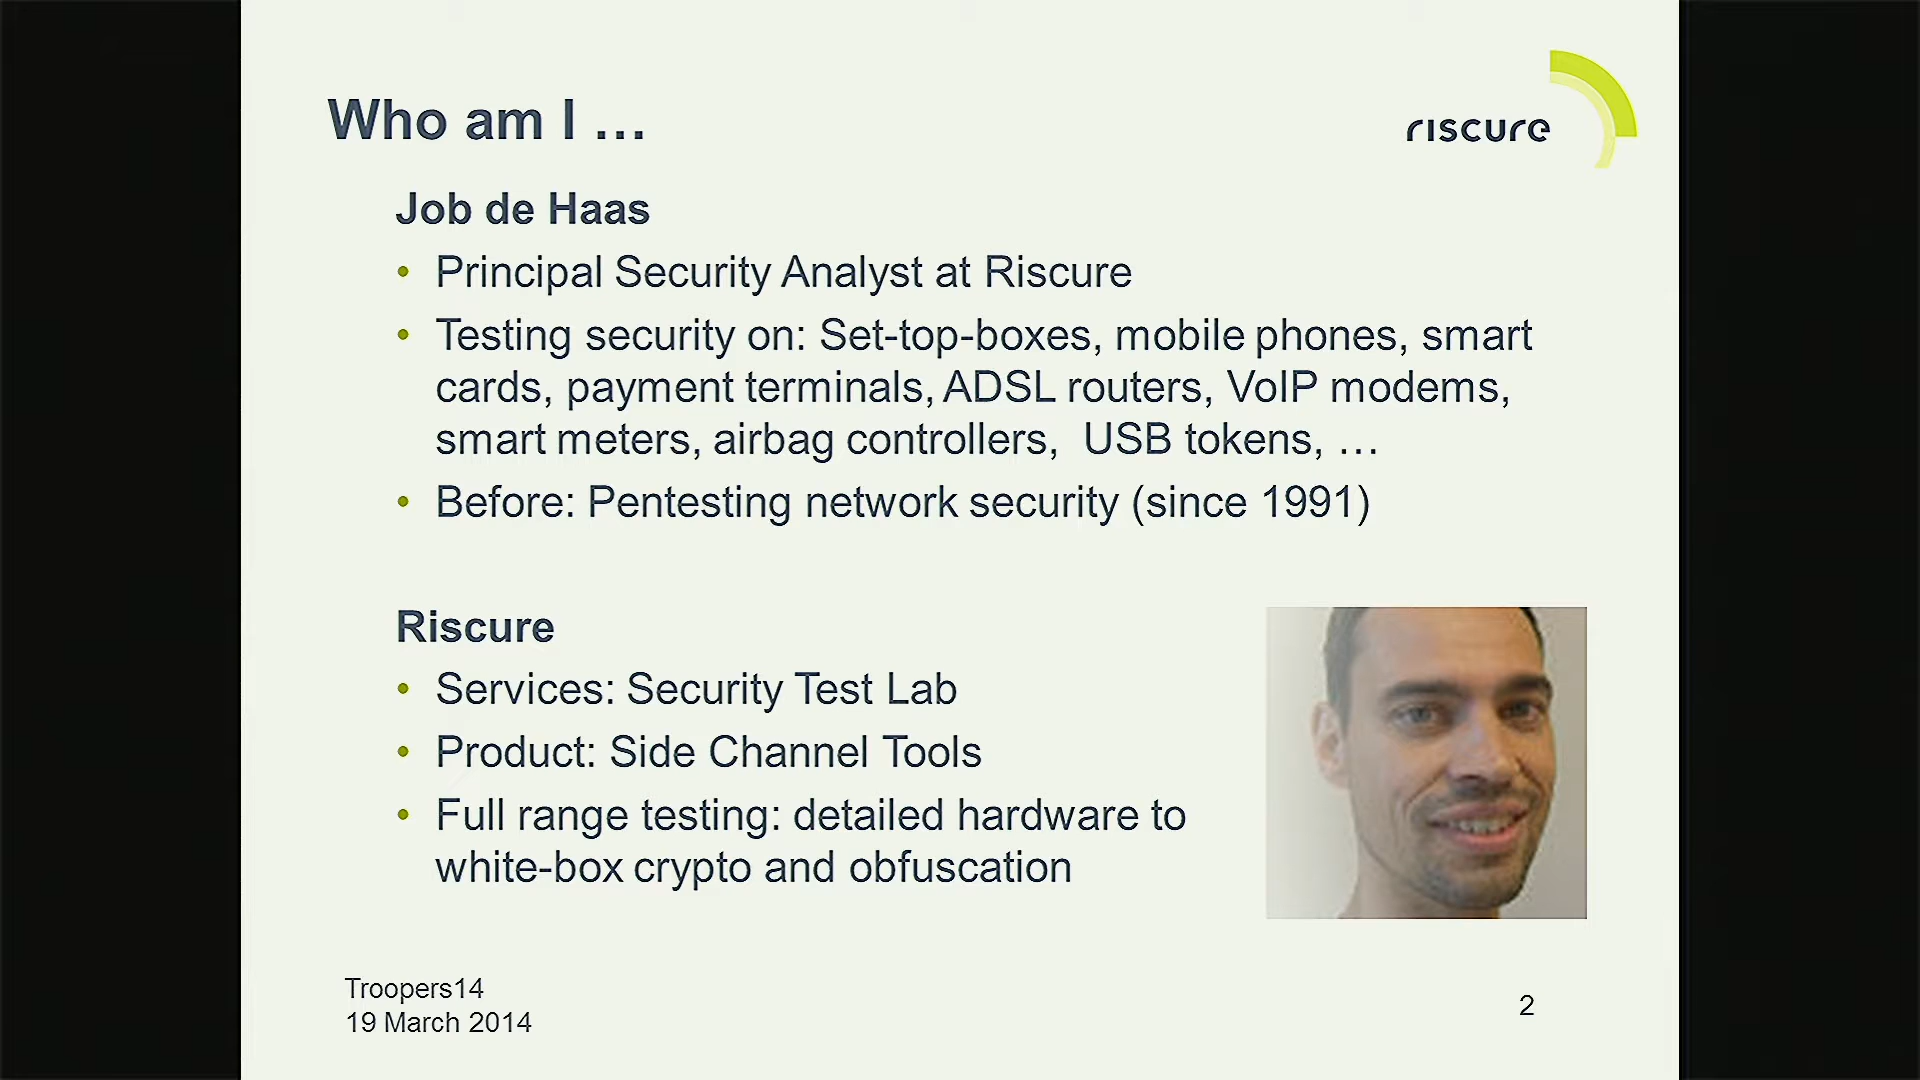 Who am I …
riscure
Job de Haas
• Principal Security Analyst at Riscure
• Testing security on: Set-top-boxes, mobile phones, smart
cards, payment terminals, ADSL routers, VoIP modems,
smart meters, airbag controllers,  USB tokens, …
• Before: Pentesting network security (since 1991)
Riscure
• Services: Security Test Lab
• Product: Side Channel Tools
• Full range testing: detailed hardware to
white-box crypto and obfuscation
Troopers14
19 March 2014
2